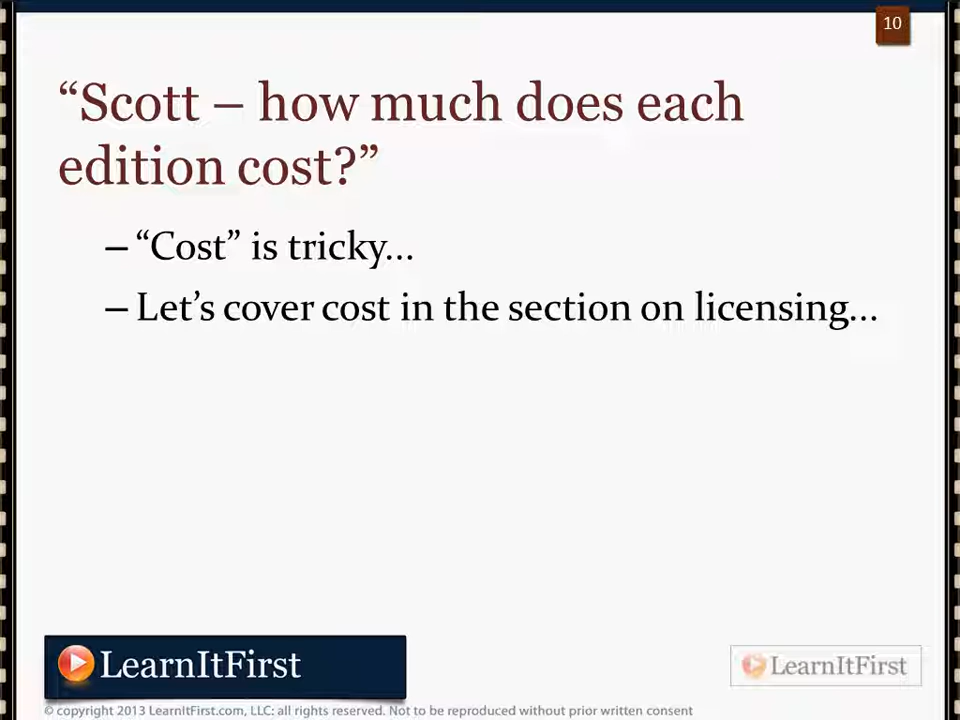 10
“Scott – how much does each
edition cost?”
– “Cost” is tricky...
– Let’s cover cost in the section on licensing...
LearnItFirst
LearnItFirst
© copyright 2013 LearnItFirst.com, LLC: all rights reserved. Not to be reproduced without prior written consent